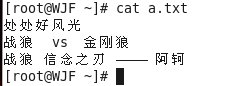 [root@WJF ~]# cat a.txt
处处好风光
战狼  vs  金刚狼
战狼 信念之刃 —— 阿轲
[root@WJF ~]#